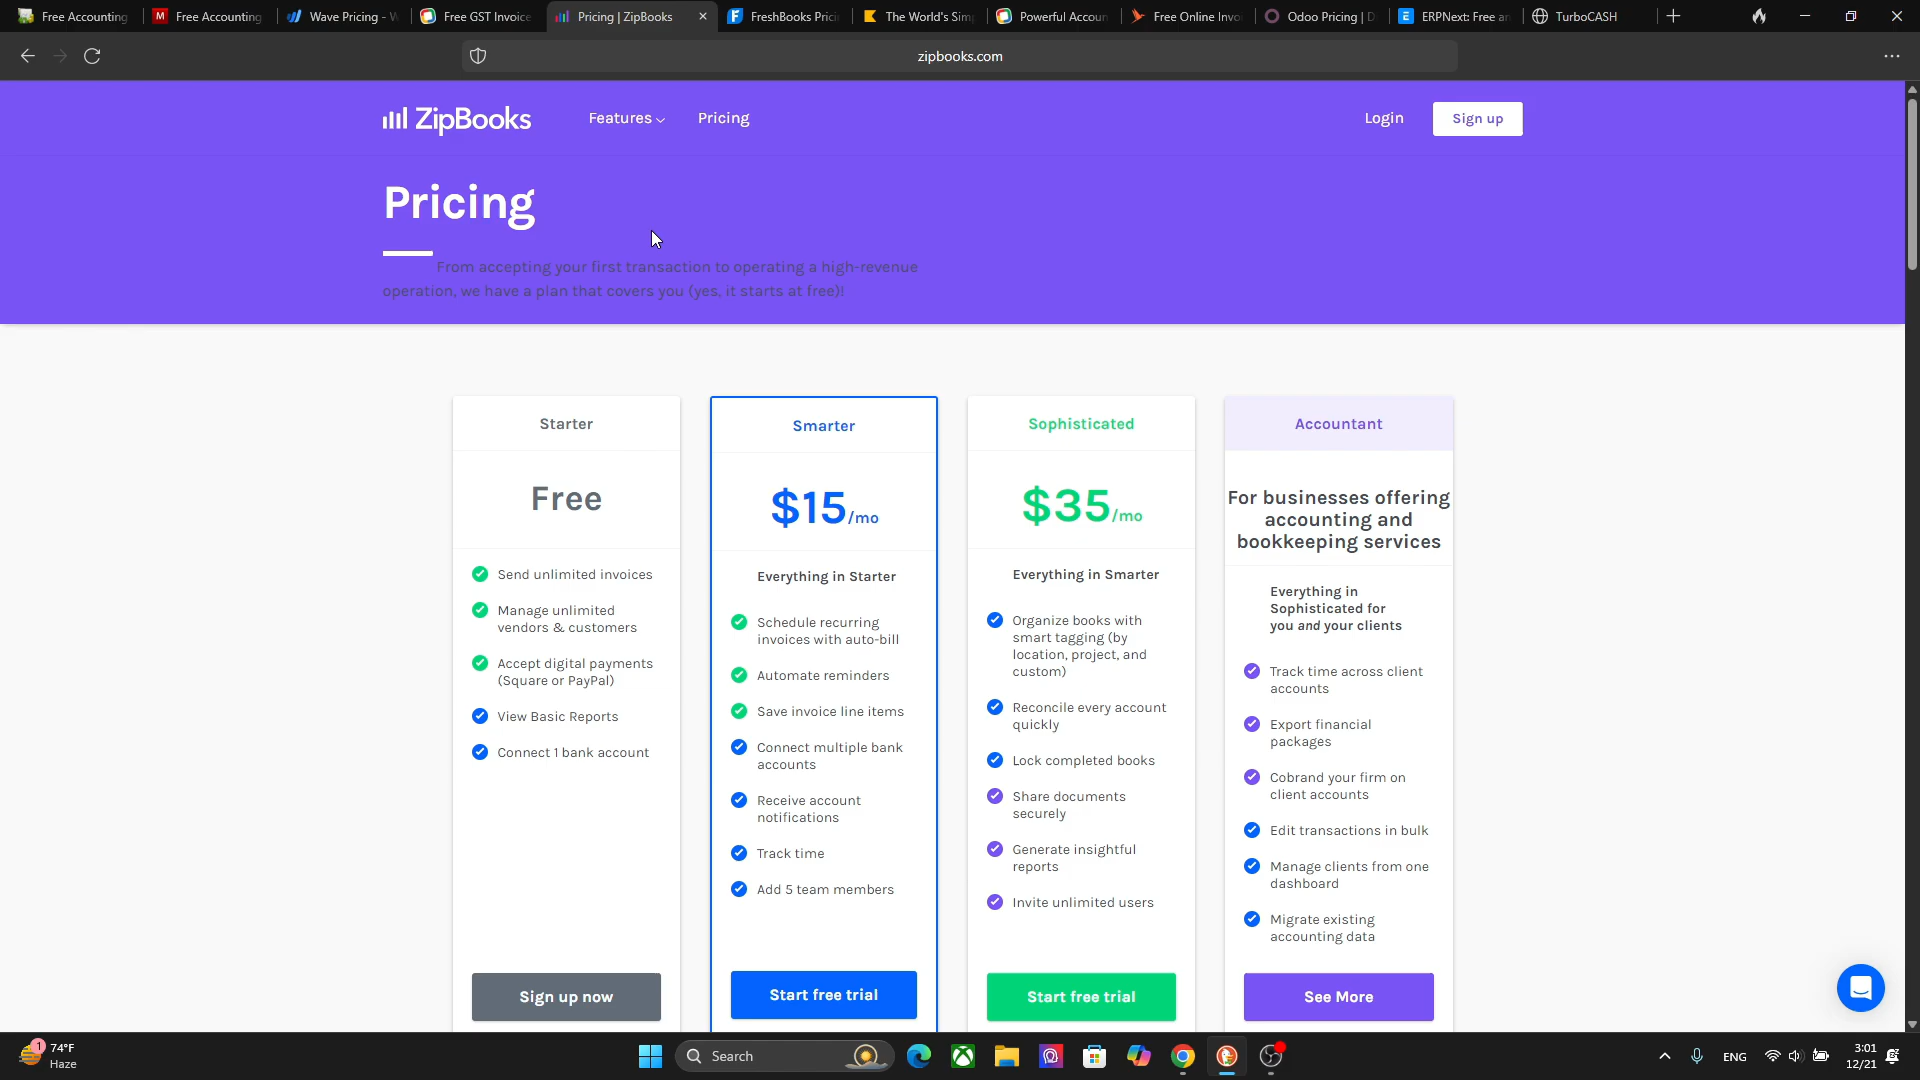 Free Accounting
Free Accounting
Wave Pricing - W
Free GST Invoice
Pricing | ZipBooks
FreshBooks Prici
The World's Sim
Powerful Accoun
Free Online Invo
Odoo Pricing | D
ERPNext: Free an
TurboCASH
zipbooks.com
ZipBooks
Features
Pricing
Login
Sign up
Pricing
From accepting your first transaction to operating a high-revenue
operation, we have a plan that covers you (yes, it starts at free)!
Starter
Free
Send unlimited invoices
Manage unlimited
vendors & customers
Accept digital payments
(Square or PayPal)
View Basic Reports
Connect 1 bank account
Sign up now
Smarter
$15/mo
Everything in Starter
Schedule recurring
invoices with auto-bill
Automate reminders
Save invoice line items
Connect multiple bank
accounts
Receive account
notifications
Track time
Add 5 team members
Start free trial
Sophisticated
$35/mo
Everything in Smarter
Organize books with
smart tagging (by
location, project, and
custom)
Reconcile every account
quickly
Lock completed books
Share documents
securely
Generate insightful
reports
Invite unlimited users
Start free trial
Accountant
For businesses offering
accounting and
bookkeeping services
Everything in
Sophisticated for
you and your clients
Track time across client
accounts
Export financial
packages
Cobrand your firm on
client accounts
Edit transactions in bulk
Manage clients from one
dashboard
Migrate existing
accounting data
See More
1
74°F
Haze
Search
ENG
3:01
12/21